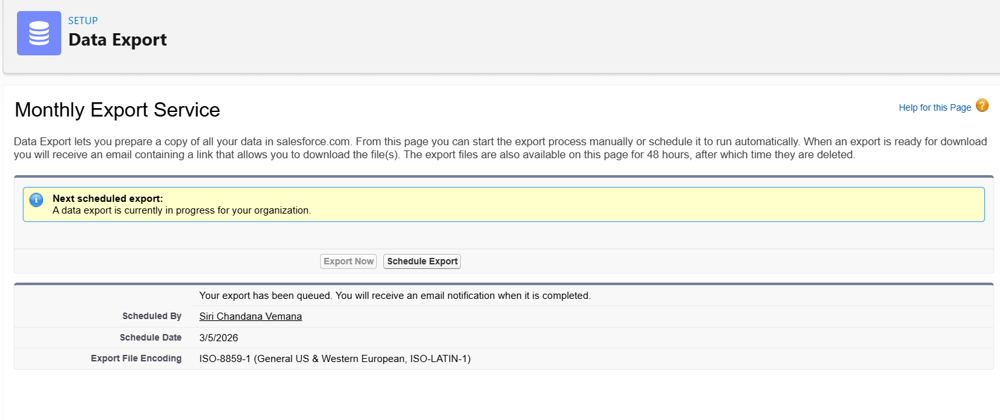 SETUP
Data Export
Monthly Export Service
Help for this Page ?
Data Export lets you prepare a copy of all your data in salesforce.com. From this page you can start the export process manually or schedule it to run automatically. When an export is ready for download
you will receive an email containing a link that allows you to download the file(s). The export files are also available on this page for 48 hours, after which time they are deleted.
i Next scheduled export:
A data export is currently in progress for your organization.
Export Now Schedule Export
Your export has been queued. You will receive an email notification when it is completed.
Scheduled By Siri Chandana Vemana
Schedule Date 3/5/2026
Export File Encoding ISO-8859-1 (General US & Western European, ISO-LATIN-1)